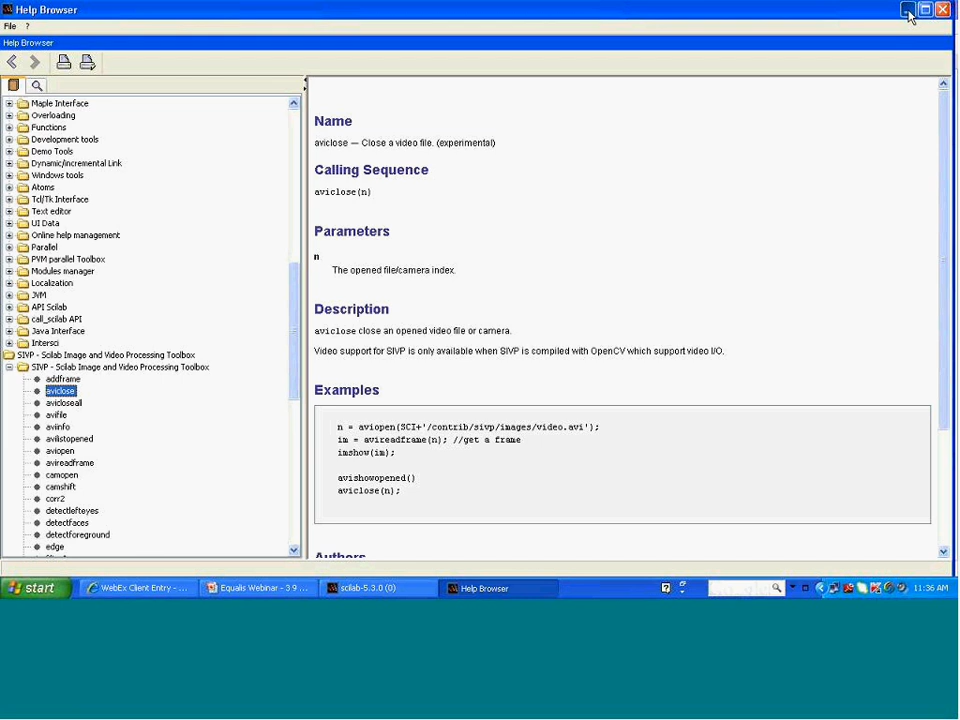 Help Browser
File ?
Help Browser
Maple Interface
Overloading
Functions
Development tools
Demo Tools
Dynamic/incremental Link
Windows tools
Atoms
Tcl/Tk Interface
Text editor
UI Data
Online help management
Parallel
PVM parallel Toolbox
Modules manager
Localization
JVM
API Scilab
call_scilab API
Java Interface
Intersci
SIVP - Scilab Image and Video Processing Toolbox
SIVP - Scilab Image and Video Processing Toolbox
addframe
aviclose
avicloseall
avifile
aviinfo
avilistopened
aviopen
avireadframe
camopen
camshift
corr2
detectlefteyes
detectfaces
detectforeground
edge
Name
aviclose — Close a video file. (experimental)
Calling Sequence
aviclose(n)
Parameters
n
The opened file/camera index.
Description
aviclose close an opened video file or camera.
Video support for SIVP is only available when SIVP is compiled with OpenCV which support video I/O.
Examples
n = aviopen(SCI+'/contrib/sivp/images/video.avi');
im = avireadframe(n); //get a frame
imshow(im);
avishowopened()
aviclose(n);
Authors
start WebEx Client Entry - ... Equalis Webinar - 3 9 ... scilab-5.3.0 (0) Help Browser 11:36 AM